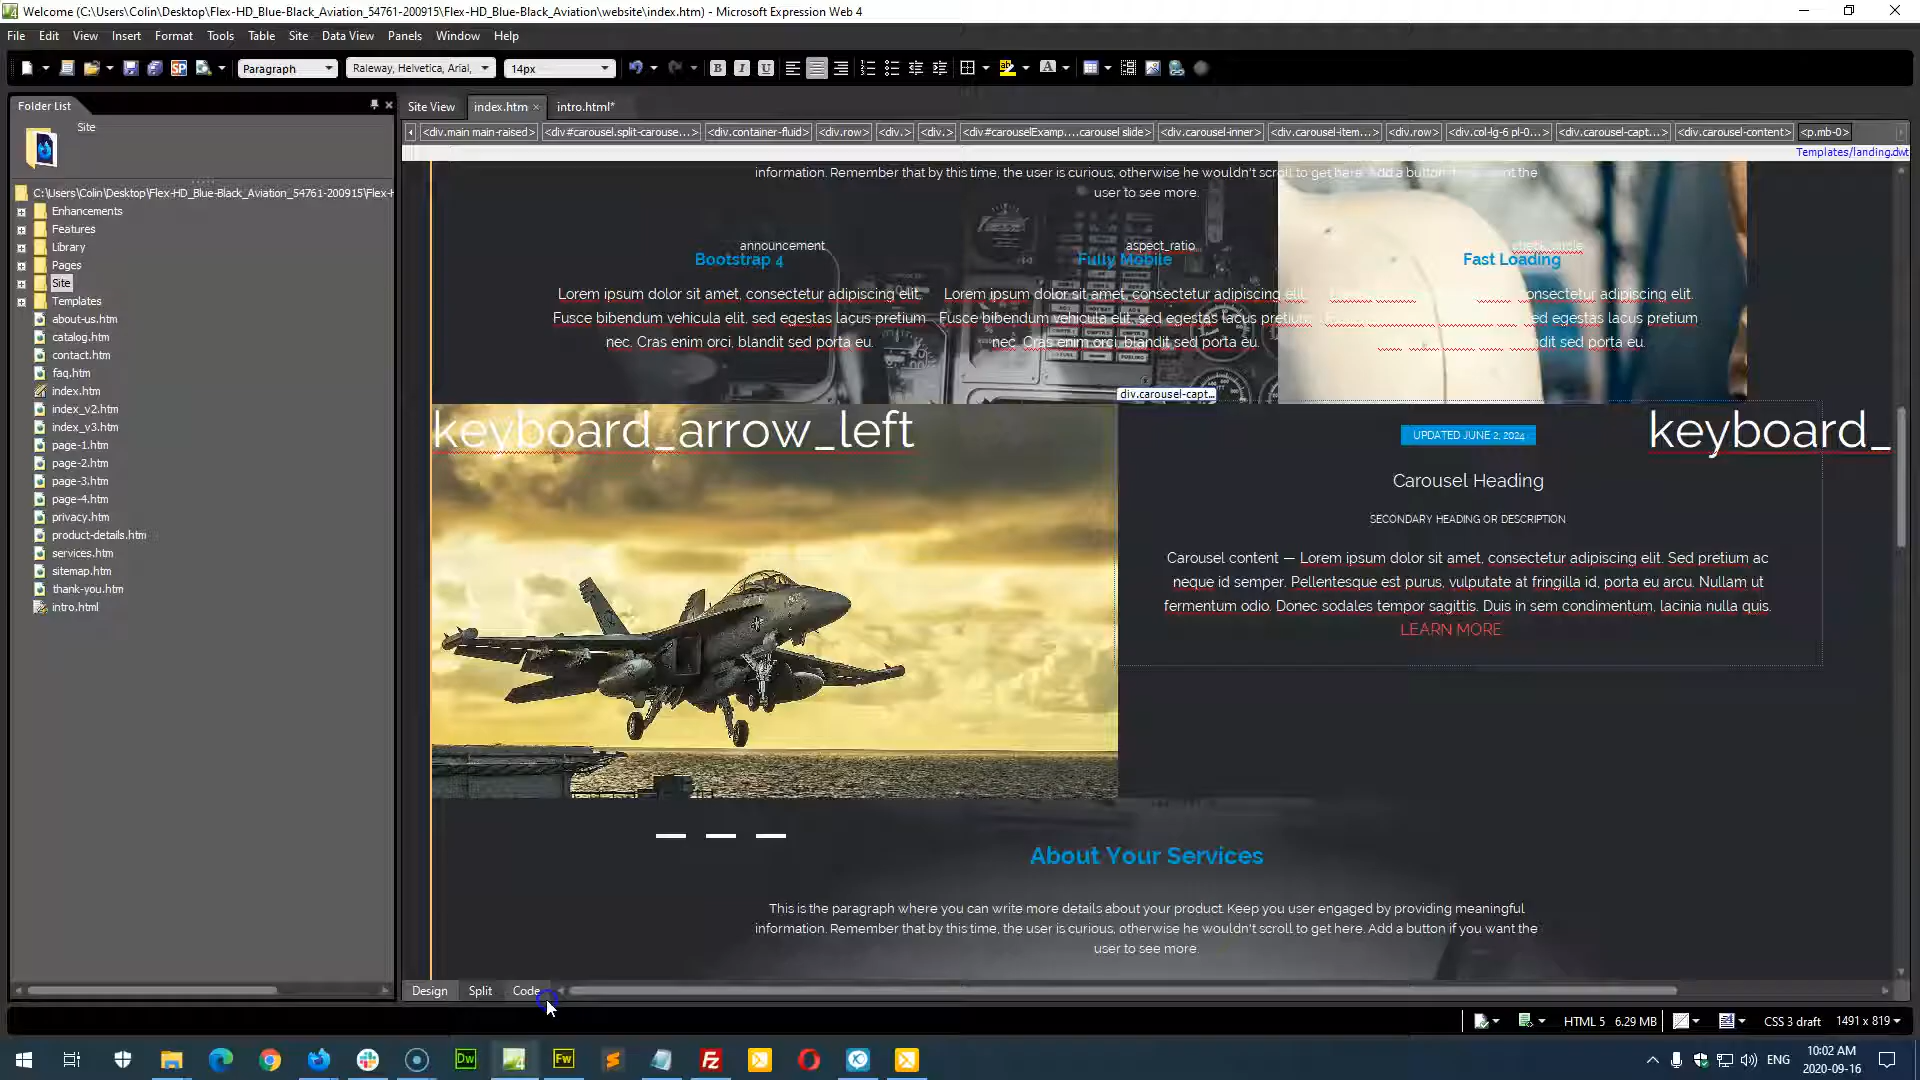 Welcome (C:\Users\Colin\Desktop\Flex-HD_Blue-Black_Aviation_54761-200915\Flex-HD_Blue-Black_Aviation\website\index.htm) - Microsoft Expression Web 4
File Edit View Insert Format Tools Table Site Data View Panels Window Help
Paragraph Raleway, Helvetica, Arial, 14px B I U
Folder List
Site View index.htm intro.html*
Site
<div.main main-raised> <div#carousel.split-carouse...> <div.container-fluid> <div.row> <div.> <div.> <div#carouselExamp....carousel slide> <div.carousel-inner> <div.carousel-item...> <div.row> <div.col-lg-6 pl-0...> <div.carousel-capt...> <div.carousel-content> <p.mb-0>
Templates/landing.dwt
C:\Users\Colin\Desktop\Flex-HD_Blue-Black_Aviation_54761-200915\Flex-H
Enhancements
Features
Library
Pages
Site
Templates
about-us.htm
catalog.htm
contact.htm
faq.htm
index.htm
index_v2.htm
index_v3.htm
page-1.htm
page-2.htm
page-3.htm
page-4.htm
privacy.htm
product-details.htm
services.htm
sitemap.htm
thank-you.htm
intro.html
information. Remember that by this time, the user is curious, otherwise he wouldn't scroll to get here. Add a button if you want the
user to see more.
announcement
Bootstrap 4
Lorem ipsum dolor sit amet, consectetur adipiscing elit.
Fusce bibendum vehicula elit, sed egestas lacus pretium
nec. Cras enim orci, blandit sed porta eu.
aspect_ratio
Fully Mobile
Lorem ipsum dolor sit amet, consectetur adipiscing elit.
Fusce bibendum vehicula elit, sed egestas lacus pretium
nec. Cras enim orci, blandit sed porta eu.
Fast Loading
consectetur adipiscing elit.
sed egestas lacus pretium
sed porta eu.
div.carousel-capt...
keyboard_arrow_left
UPDATED JUNE 2, 2024
keyboard_
Carousel Heading
SECONDARY HEADING OR DESCRIPTION
Carousel content — Lorem ipsum dolor sit amet, consectetur adipiscing elit. Sed pretium ac
neque id semper. Pellentesque est purus, vulputate at fringilla id, porta eu arcu. Nullam ut
fermentum odio. Donec sodales tempor sagittis. Duis in sem condimentum, lacinia nulla quis.
LEARN MORE
About Your Services
This is the paragraph where you can write more details about your product. Keep you user engaged by providing meaningful
information. Remember that by this time, the user is curious, otherwise he wouldn't scroll to get here. Add a button if you want the
user to see more.
Design Split Code
HTML 5 6.29 MB CSS 3 draft 1491 x 819
Dw Fw Fz
ENG
10:02 AM
2020-09-16